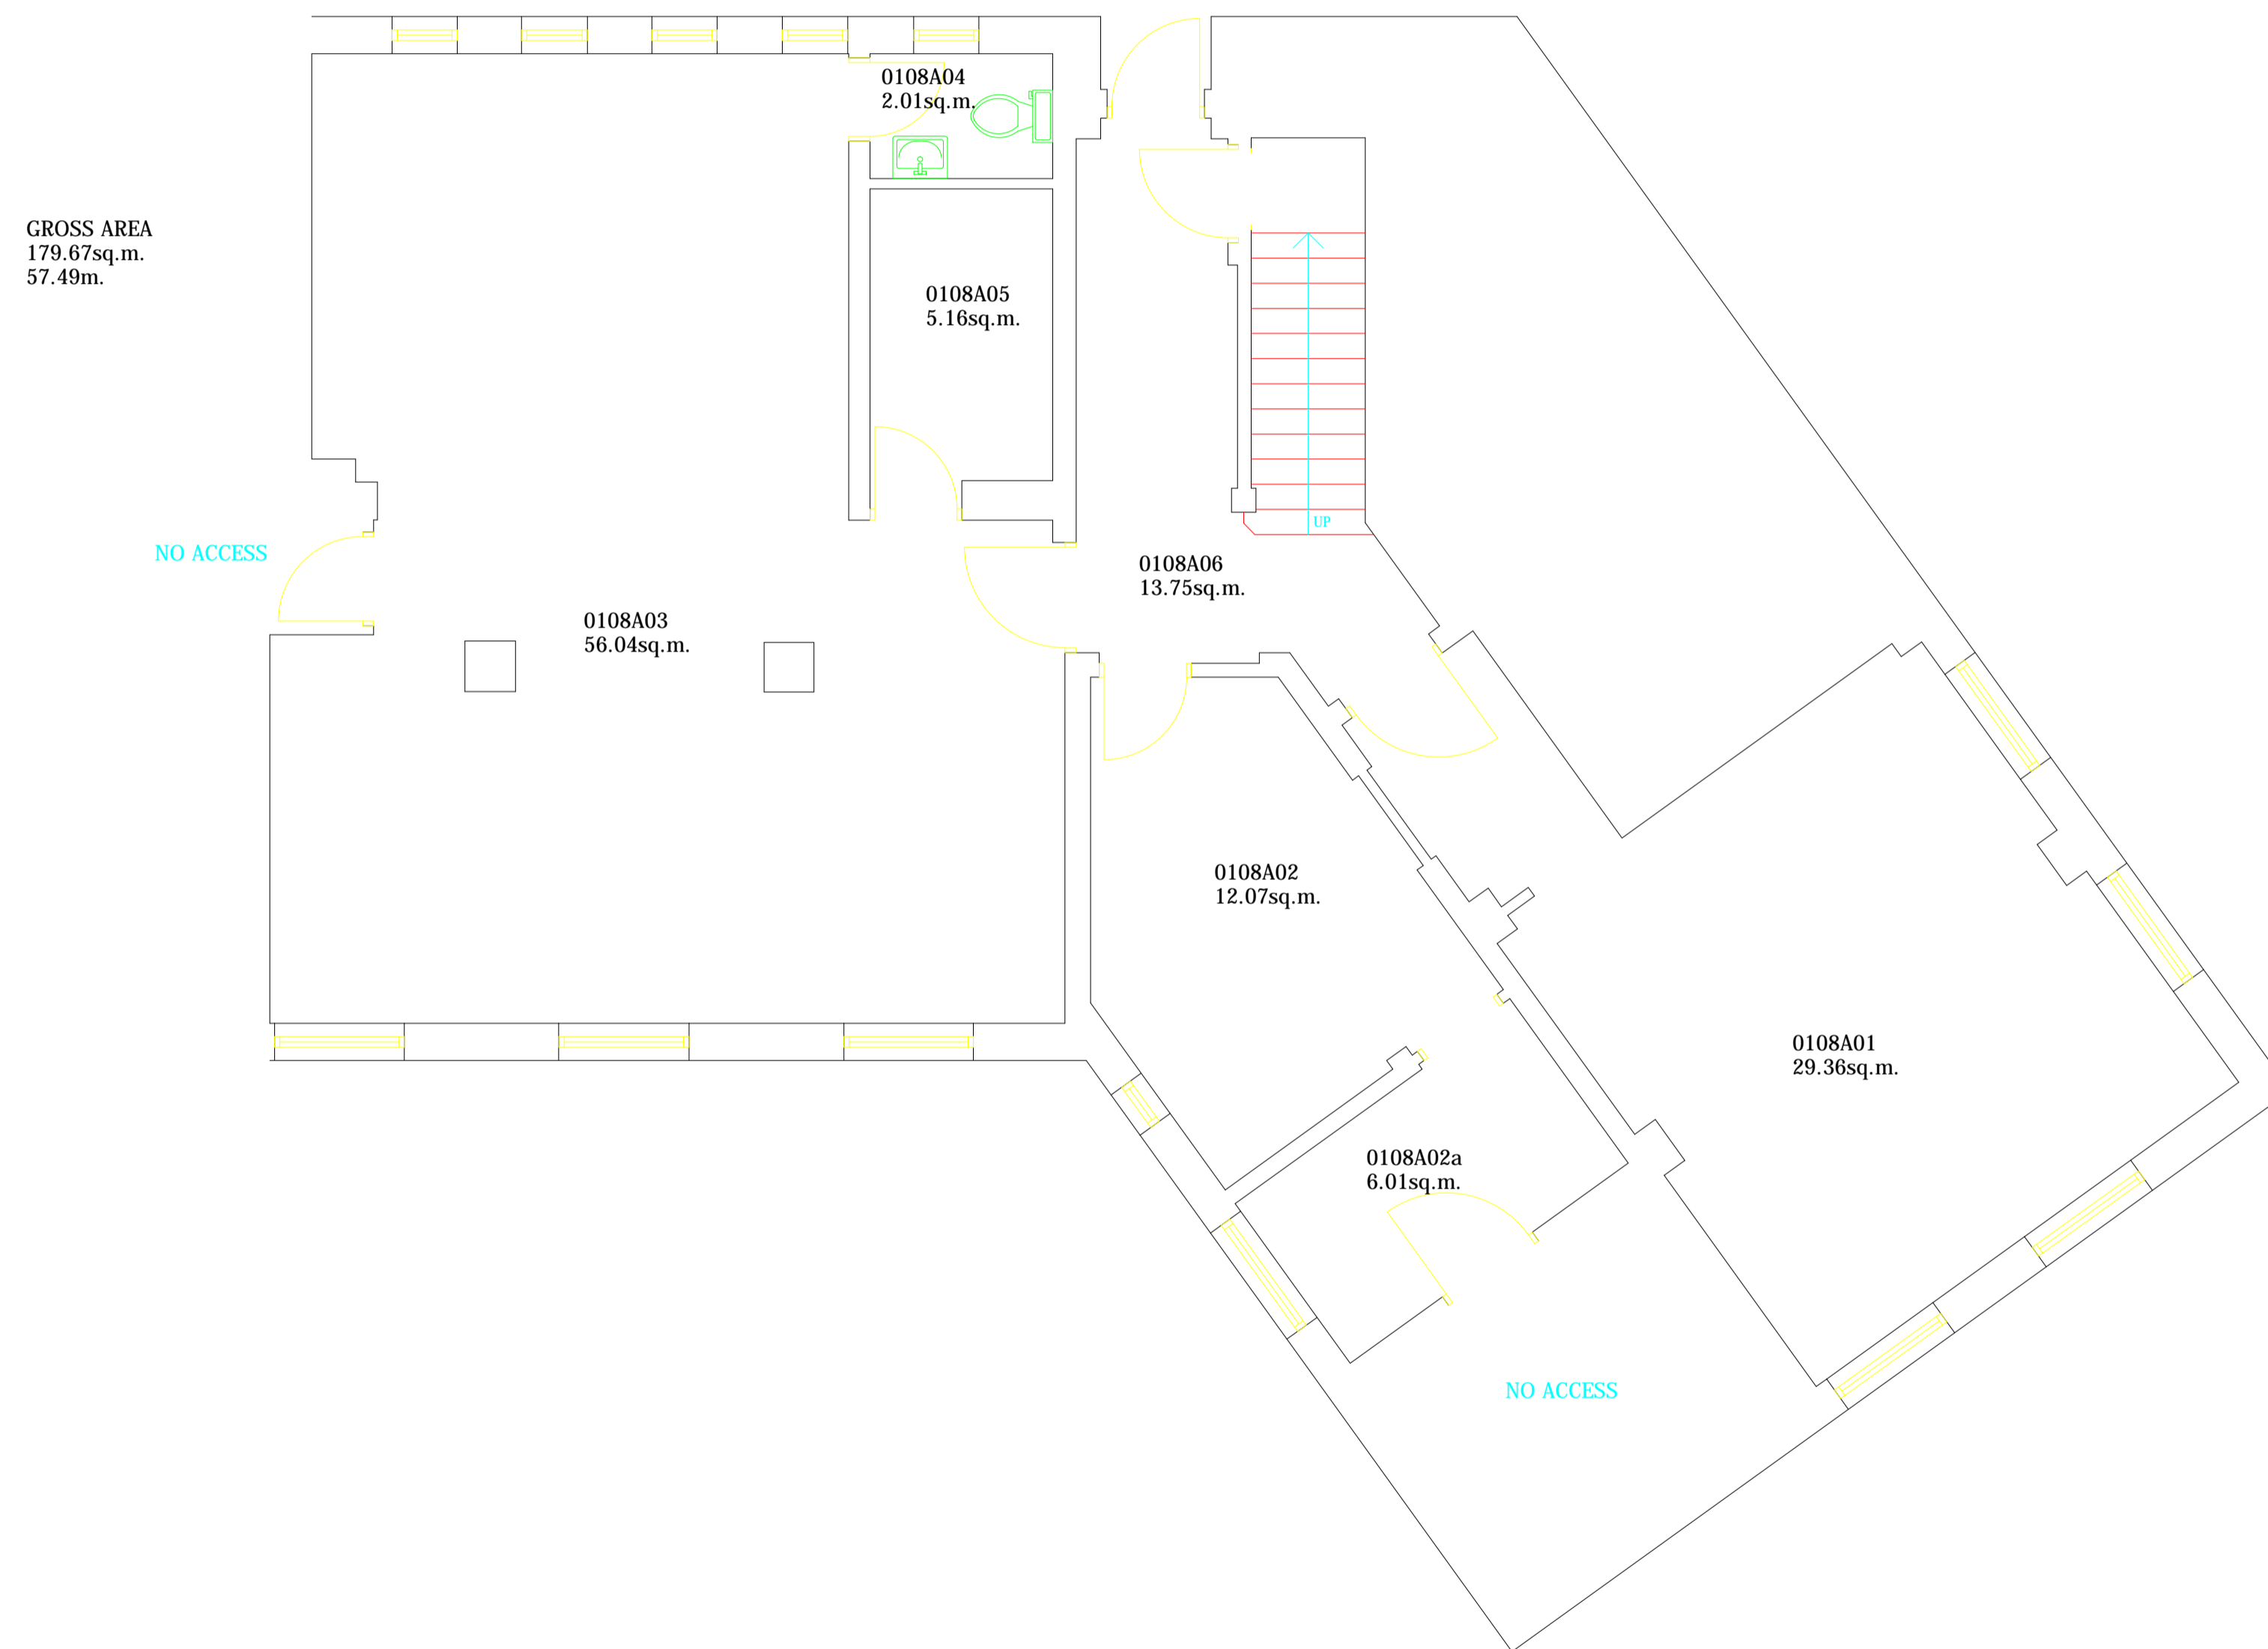 0108A04
2.01sq.m.
GROSS AREA
179.67sq.m.
57.49m.
0108A05
5.16sq.m.
UP
NO ACCESS
0108A06
13.75sq.m.
0108A03
56.04sq.m.
0108A02
12.07sq.m.
0108A01
29.36sq.m.
0108A02a
6.01sq.m.
NO ACCESS